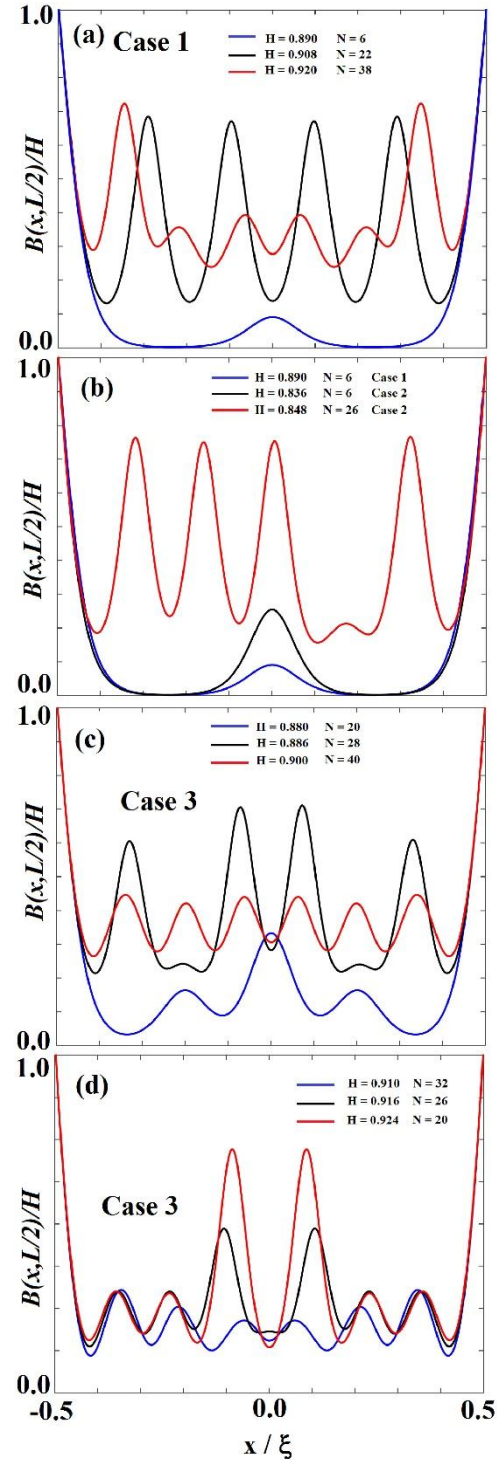 (a) Case 1
H = 0.890 N = 6
H = 0.908 N = 22
H = 0.920 N = 38
1.0
B(x,L/2)/H
0.0
(b)
H = 0.890 N = 6 Case 1
H = 0.836 N = 6 Case 2
H = 0.848 N = 26 Case 2
1.0
B(x,L/2)/H
0.0
(c)
H = 0.880 N = 20
H = 0.886 N = 28
H = 0.900 N = 40
Case 3
1.0
B(x,L/2)/H
0.0
(d)
H = 0.910 N = 32
H = 0.916 N = 26
H = 0.924 N = 20
Case 3
1.0
B(x,L/2)/H
0.0
-0.5 0.0 0.5
x / ξ